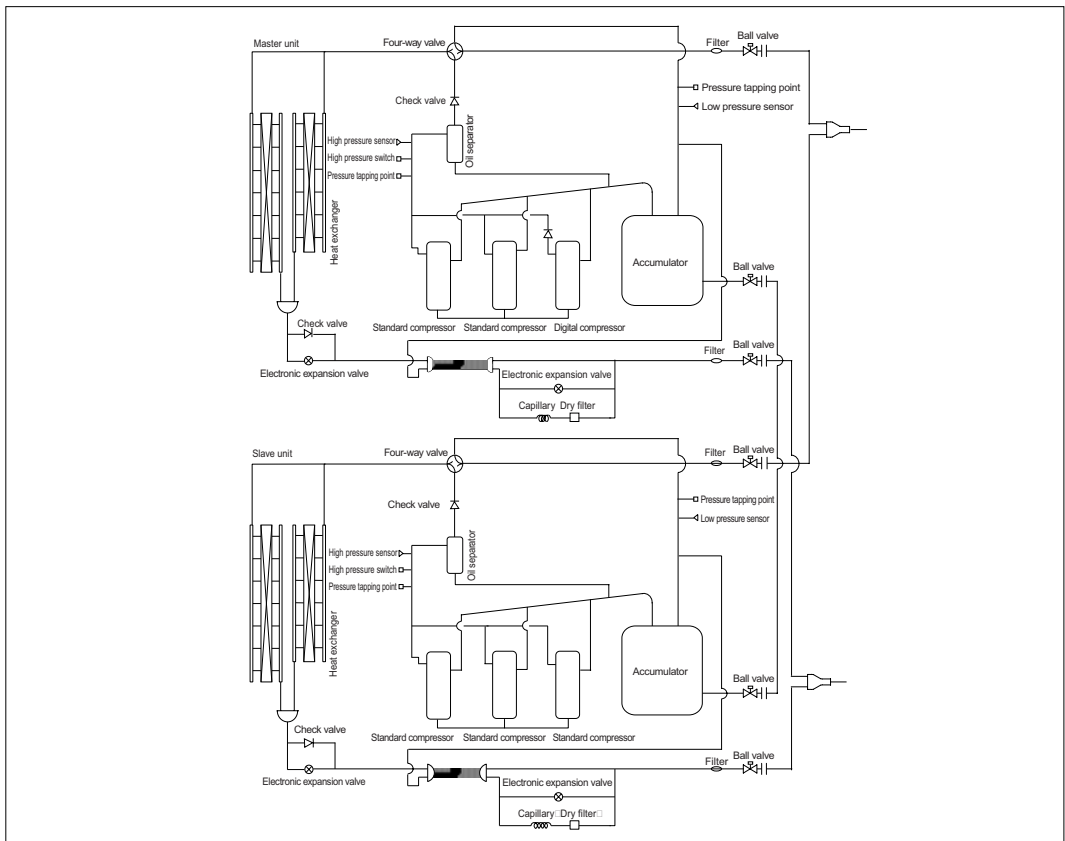 Master unit
Four-way valve
Filter
Ball valve
Pressure tapping point
Low pressure sensor
Check valve
High pressure sensor
High pressure switch
Pressure tapping point
Oil separator
Heat exchanger
Accumulator
Ball valve
Standard compressor
Standard compressor
Digital compressor
Check valve
Electronic expansion valve
Filter
Ball valve
Electronic expansion valve
Capillary Dry filter
Slave unit
Four-way valve
Filter
Ball valve
Pressure tapping point
Low pressure sensor
Check valve
High pressure sensor
High pressure switch
Pressure tapping point
Oil separator
Heat exchanger
Accumulator
Ball valve
Standard compressor
Standard compressor
Standard compressor
Check valve
Electronic expansion valve
Filter
Ball valve
Electronic expansion valve
Capillary□Dry filter□